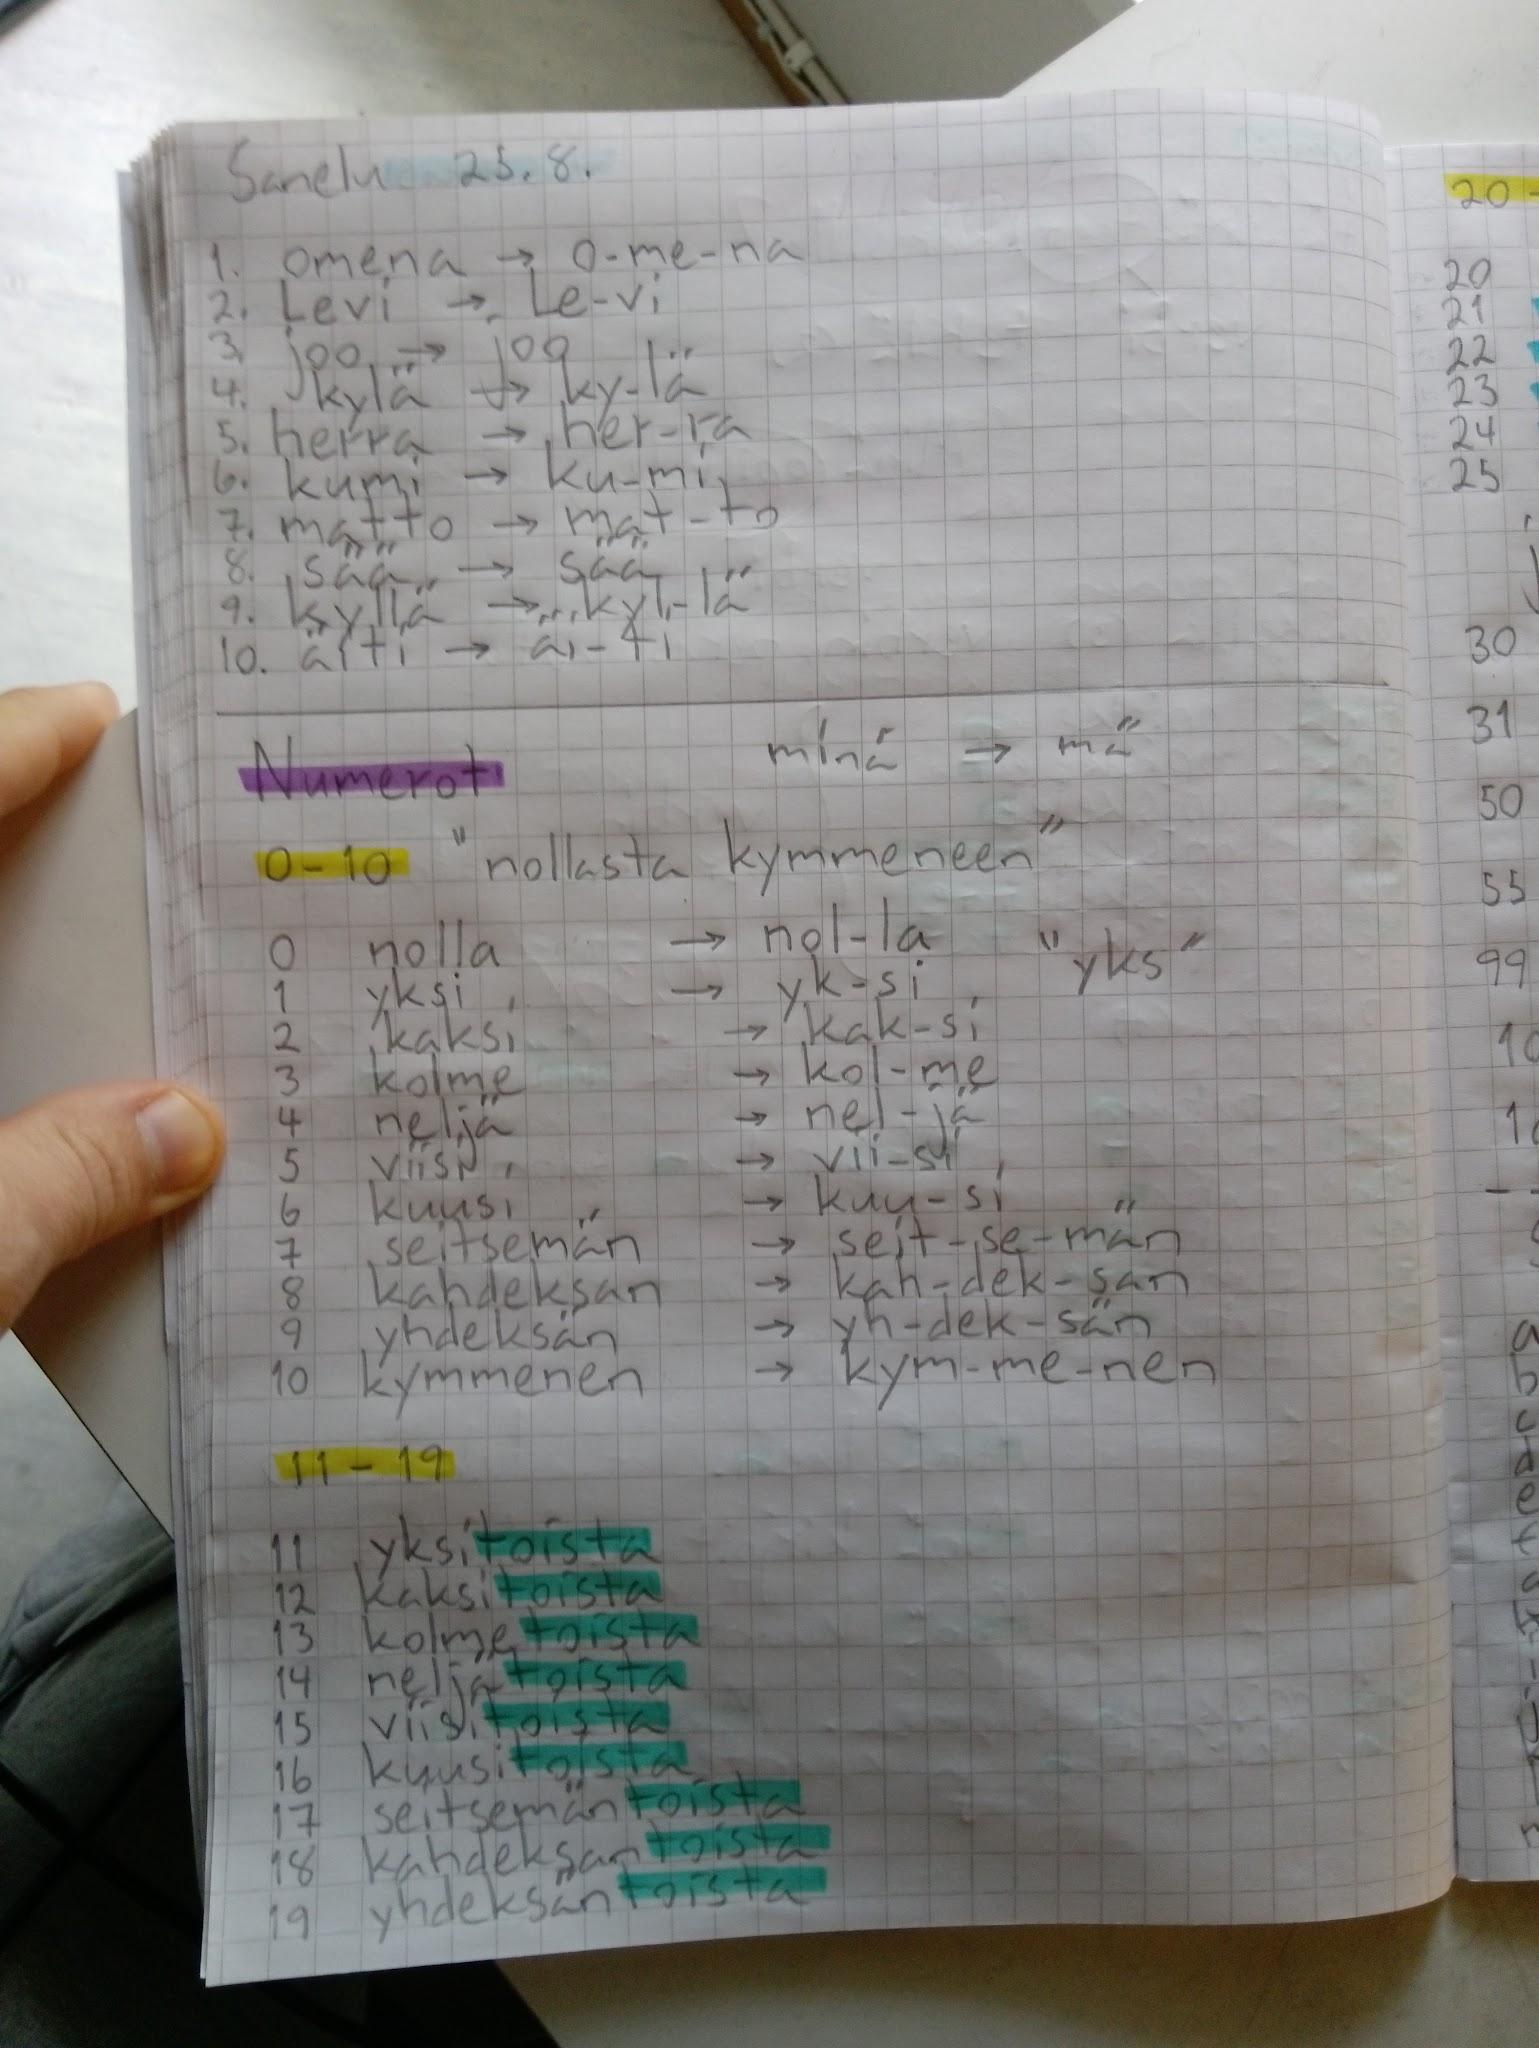 Sanelu 25.8.
1. omena → o-me-na
2. Levi → Le-vi
3. joo → joo
4. kylä → ky-lä
5. herra → her-ra
6. kumi → ku-mi
7. matto → mat-to
8. sää → sää
9. kyllä → kyl-lä
10. äiti → äi-ti
Numerot minä → mä
0-10 "nollasta kymmeneen"
0 nolla → nol-la "yks"
1 yksi → yk-si
2 kaksi → kak-si
3 kolme → kol-me
4 neljä → nel-jä
5 viisi → vii-si
6 kuusi → kuu-si
7 seitsemän → seit-se-män
8 kahdeksan → kah-dek-san
9 yhdeksän → yh-dek-sän
10 kymmenen → kym-me-nen
11-19
11 yksitoista
12 kaksitoista
13 kolmetoista
14 neljätoista
15 viisitoista
16 kuusitoista
17 seitsemäntoista
18 kahdeksantoista
19 yhdeksäntoista
20-
20
21
22
23
24
25
30
31
50
55
99